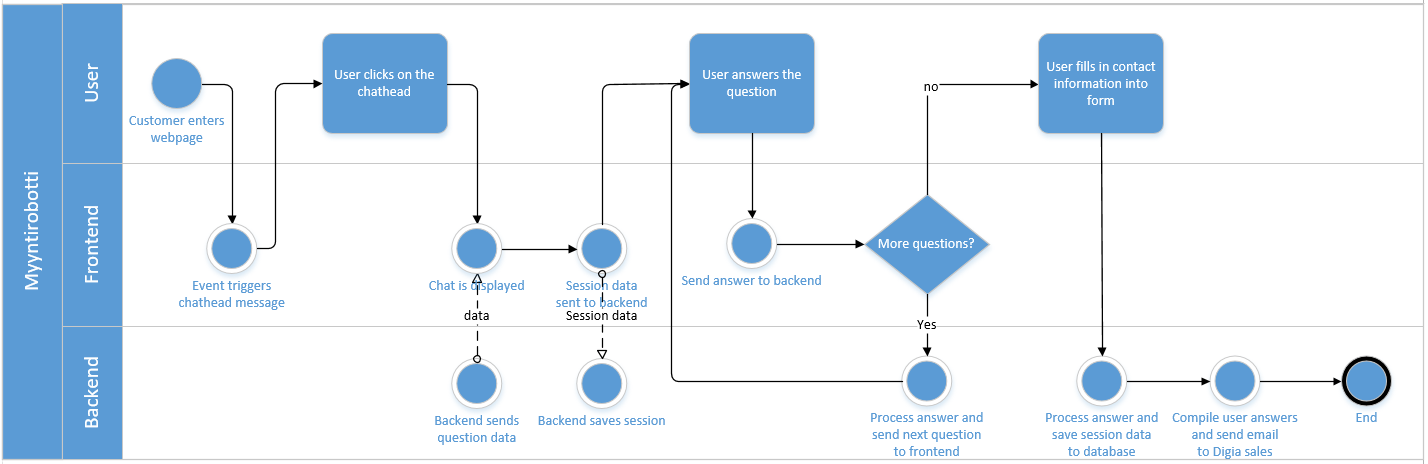 Myyntirobotti
User
Customer enters
webpage
User clicks on the
chathead
User answers the
question
no
User fills in contact
information into
form
Frontend
Event triggers
chathead message
Chat is displayed
data
Session data
sent to backend
Session data
Send answer to backend
More questions?
Yes
Backend
Backend sends
question data
Backend saves session
Process answer and
send next question
to frontend
Process answer and
save session data
to database
Compile user answers
and send email
to Digia sales
End